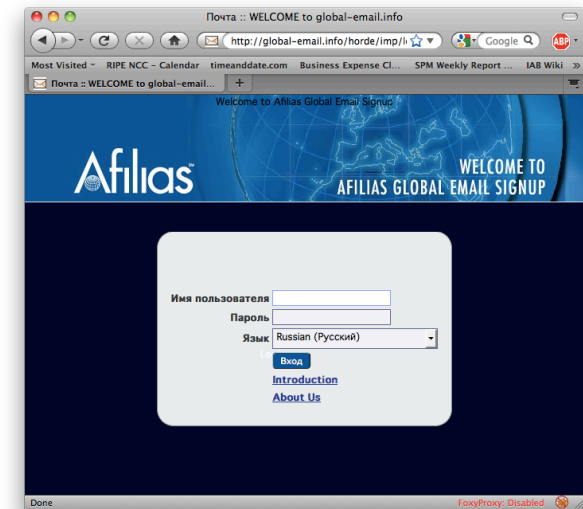 Почта :: WELCOME to global-email.info
http://global-email.info/horde/imp/l
Google
ABP
Most Visited RIPE NCC - Calendar timeanddate.com Business Expense Cl... SPM Weekly Report ... IAB Wiki »
Почта :: WELCOME to global-email... +
Welcome to Afilias Global Email Signup
Afilias
WELCOME TO
AFILIAS GLOBAL EMAIL SIGNUP
Имя пользователя
Пароль
Язык Russian (Русский)
Вход
Introduction
About Us
Done FoxyProxy: Disabled